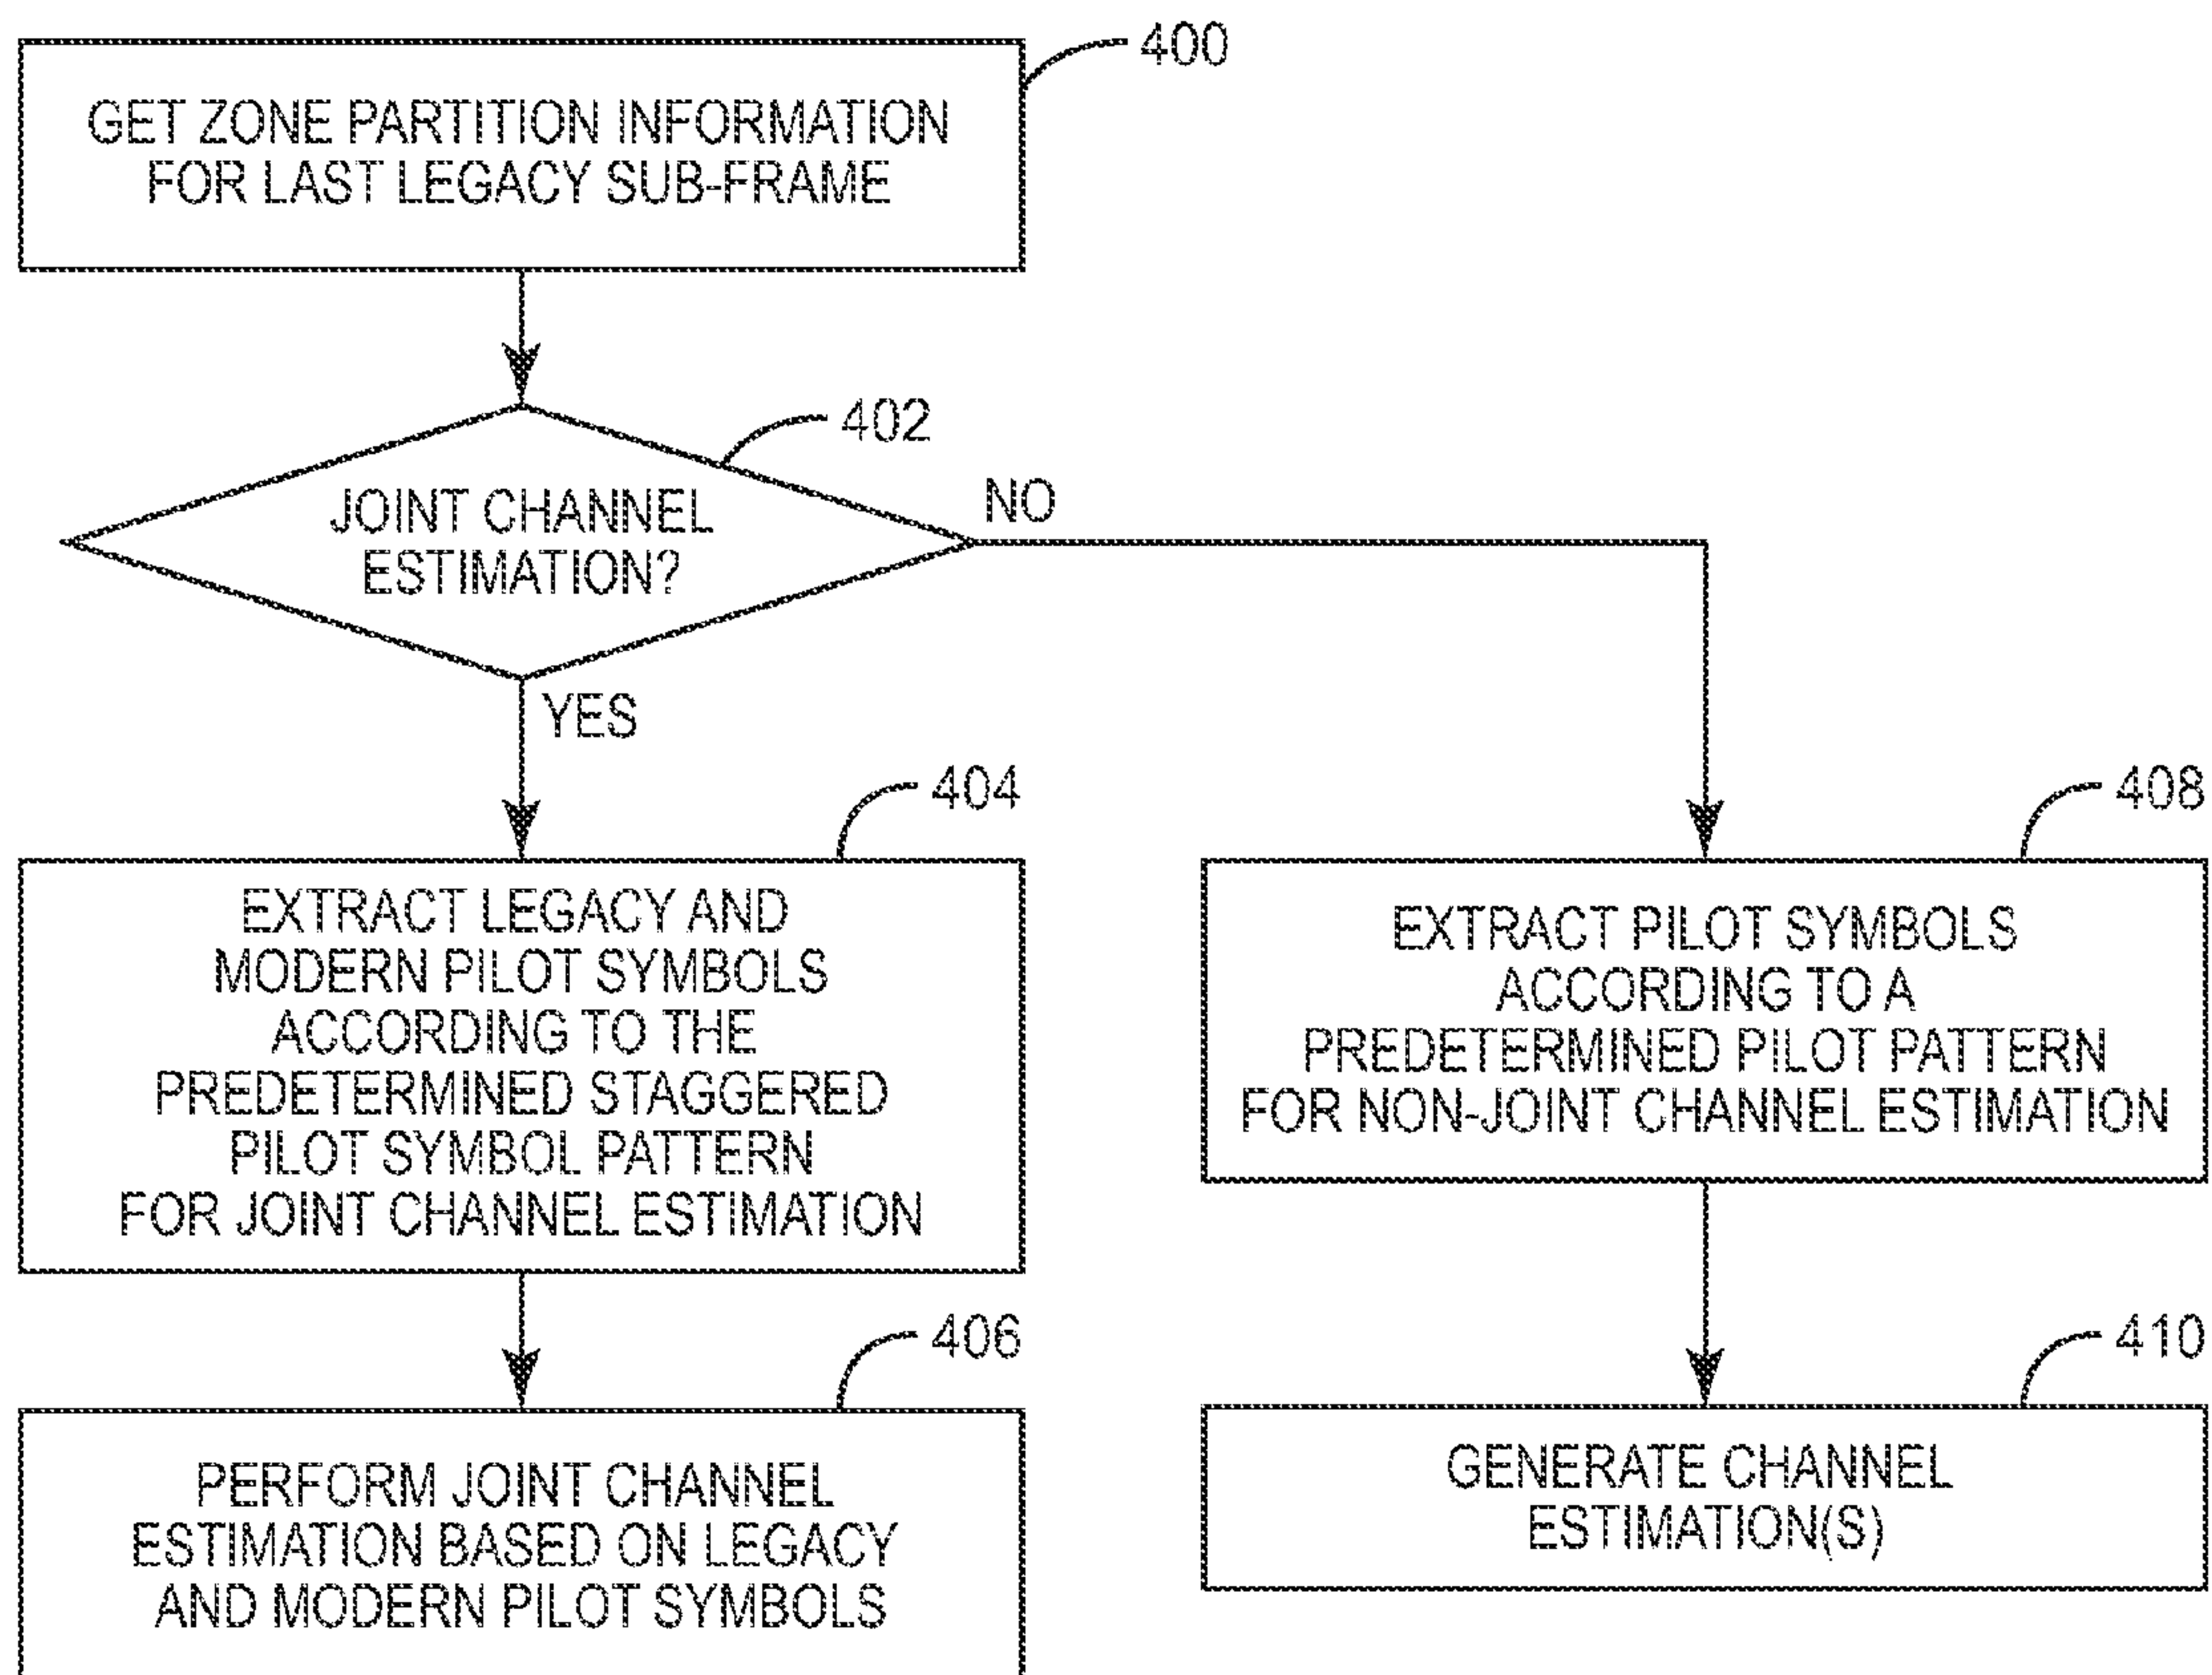 400
GET ZONE PARTITION INFORMATION
FOR LAST LEGACY SUB-FRAME
402
JOINT CHANNEL
ESTIMATION?
NO
YES
404
EXTRACT LEGACY AND
MODERN PILOT SYMBOLS
ACCORDING TO THE
PREDETERMINED STAGGERED
PILOT SYMBOL PATTERN
FOR JOINT CHANNEL ESTIMATION
408
EXTRACT PILOT SYMBOLS
ACCORDING TO A
PREDETERMINED PILOT PATTERN
FOR NON-JOINT CHANNEL ESTIMATION
406
PERFORM JOINT CHANNEL
ESTIMATION BASED ON LEGACY
AND MODERN PILOT SYMBOLS
410
GENERATE CHANNEL
ESTIMATION(S)